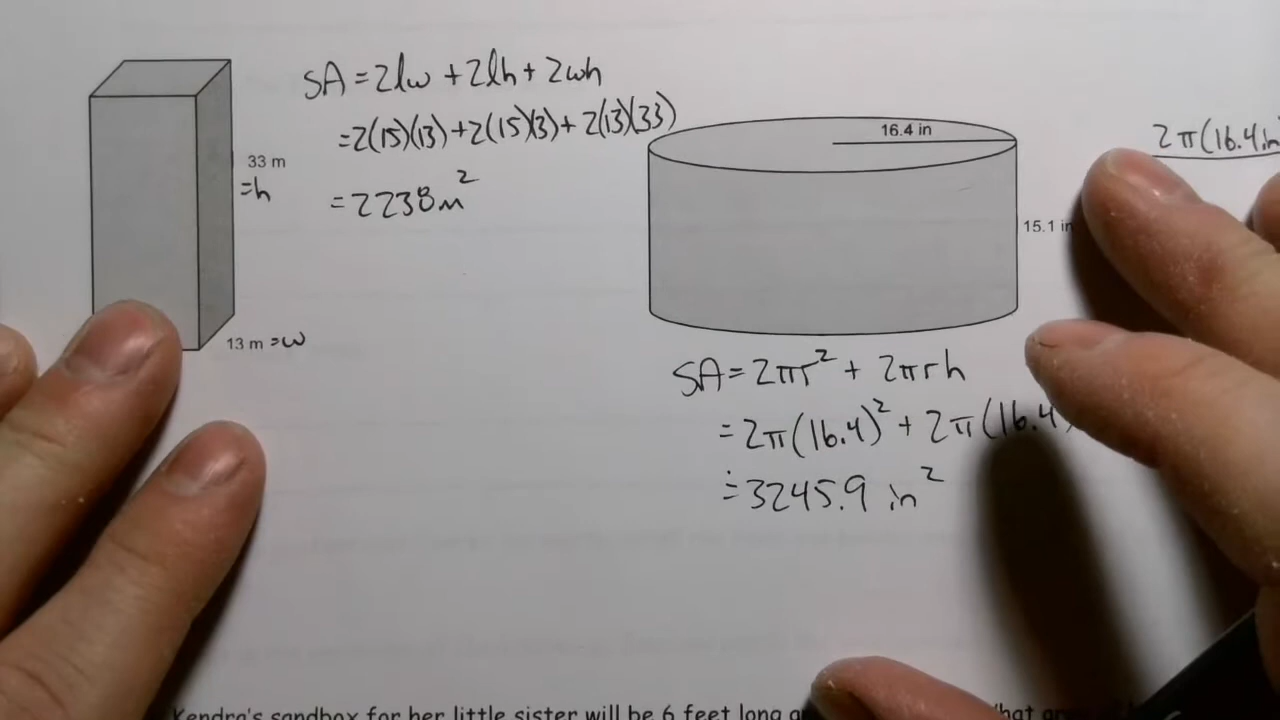 SA = 2lw + 2lh + 2wh
= 2(15)(13) + 2(15)(3) + 2(13)(33)
= 2238 m²
33 m
= h
13 m = w
16.4 in
15.1 in
2π(16.4in
SA = 2πr² + 2πrh
= 2π(16.4)² + 2π(16.4)
≐ 3245.9 in²
Kendra's sandbox for her little sister will be 6 feet long